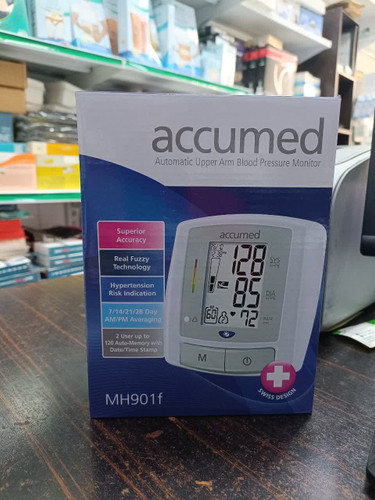 accumed
Automatic Upper Arm Blood Pressure Monitor
Superior
Accuracy
Real Fuzzy
Technology
Hypertension
Risk Indication
7/14/21/28 Day
AM/PM Averaging
2 User up to
120 Auto-Memory with
Date/Time Stamp
accumed
128
SYS
85
DIA
72
M
SWISS DESIGN
MH901f